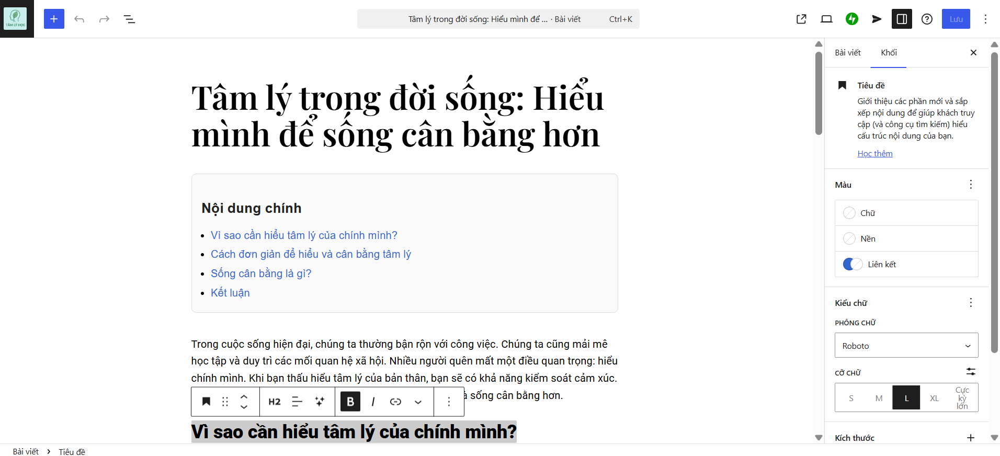 TÂM LÝ HỌC
Tâm lý trong đời sống: Hiểu mình để ... · Bài viết
Ctrl+K
Lưu
Tâm lý trong đời sống: Hiểu
mình để sống cân bằng hơn
Nội dung chính
Vì sao cần hiểu tâm lý của chính mình?
Cách đơn giản để hiểu và cân bằng tâm lý
Sống cân bằng là gì?
Kết luận
Trong cuộc sống hiện đại, chúng ta thường bận rộn với công việc. Chúng ta cũng mải mê
học tập và duy trì các mối quan hệ xã hội. Nhiều người quên mất một điều quan trọng: hiểu
chính mình. Khi bạn thấu hiểu tâm lý của bản thân, bạn sẽ có khả năng kiểm soát cảm xúc.
sống cân bằng hơn.
H2
B
I
Vì sao cần hiểu tâm lý của chính mình?
Bài viết
Khối
Tiêu đề
Giới thiệu các phần mới và sắp
xếp nội dung để giúp khách truy
cập (và công cụ tìm kiếm) hiểu
cấu trúc nội dung của bạn.
Học thêm
Màu
Chữ
Nền
Liên kết
Kiểu chữ
PHÔNG CHỮ
Roboto
CỠ CHỮ
S
M
L
XL
Cực
kỳ
lớn
Kích thước
Bài viết
Tiêu đề